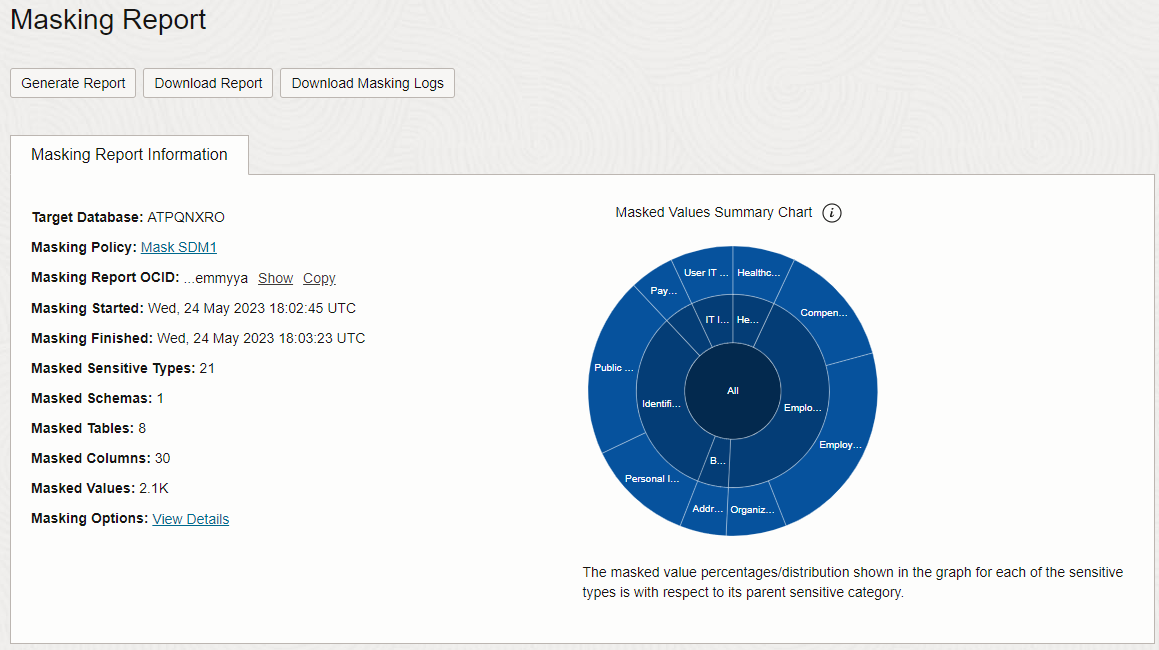 Masking Report
Generate Report
Download Report
Download Masking Logs
Masking Report Information
Target Database: ATPQNXRO
Masking Policy: Mask SDM1
Masking Report OCID: ...emmyya Show Copy
Masking Started: Wed, 24 May 2023 18:02:45 UTC
Masking Finished: Wed, 24 May 2023 18:03:23 UTC
Masked Sensitive Types: 21
Masked Schemas: 1
Masked Tables: 8
Masked Columns: 30
Masked Values: 2.1K
Masking Options: View Details
Masked Values Summary Chart i
User IT ...
Healthc...
Pay...
Compen...
IT I...
He...
Public ...
All
Identifi...
Emplo...
Employ...
B...
Personal I...
Addr...
Organiz...
The masked value percentages/distribution shown in the graph for each of the sensitive
types is with respect to its parent sensitive category.